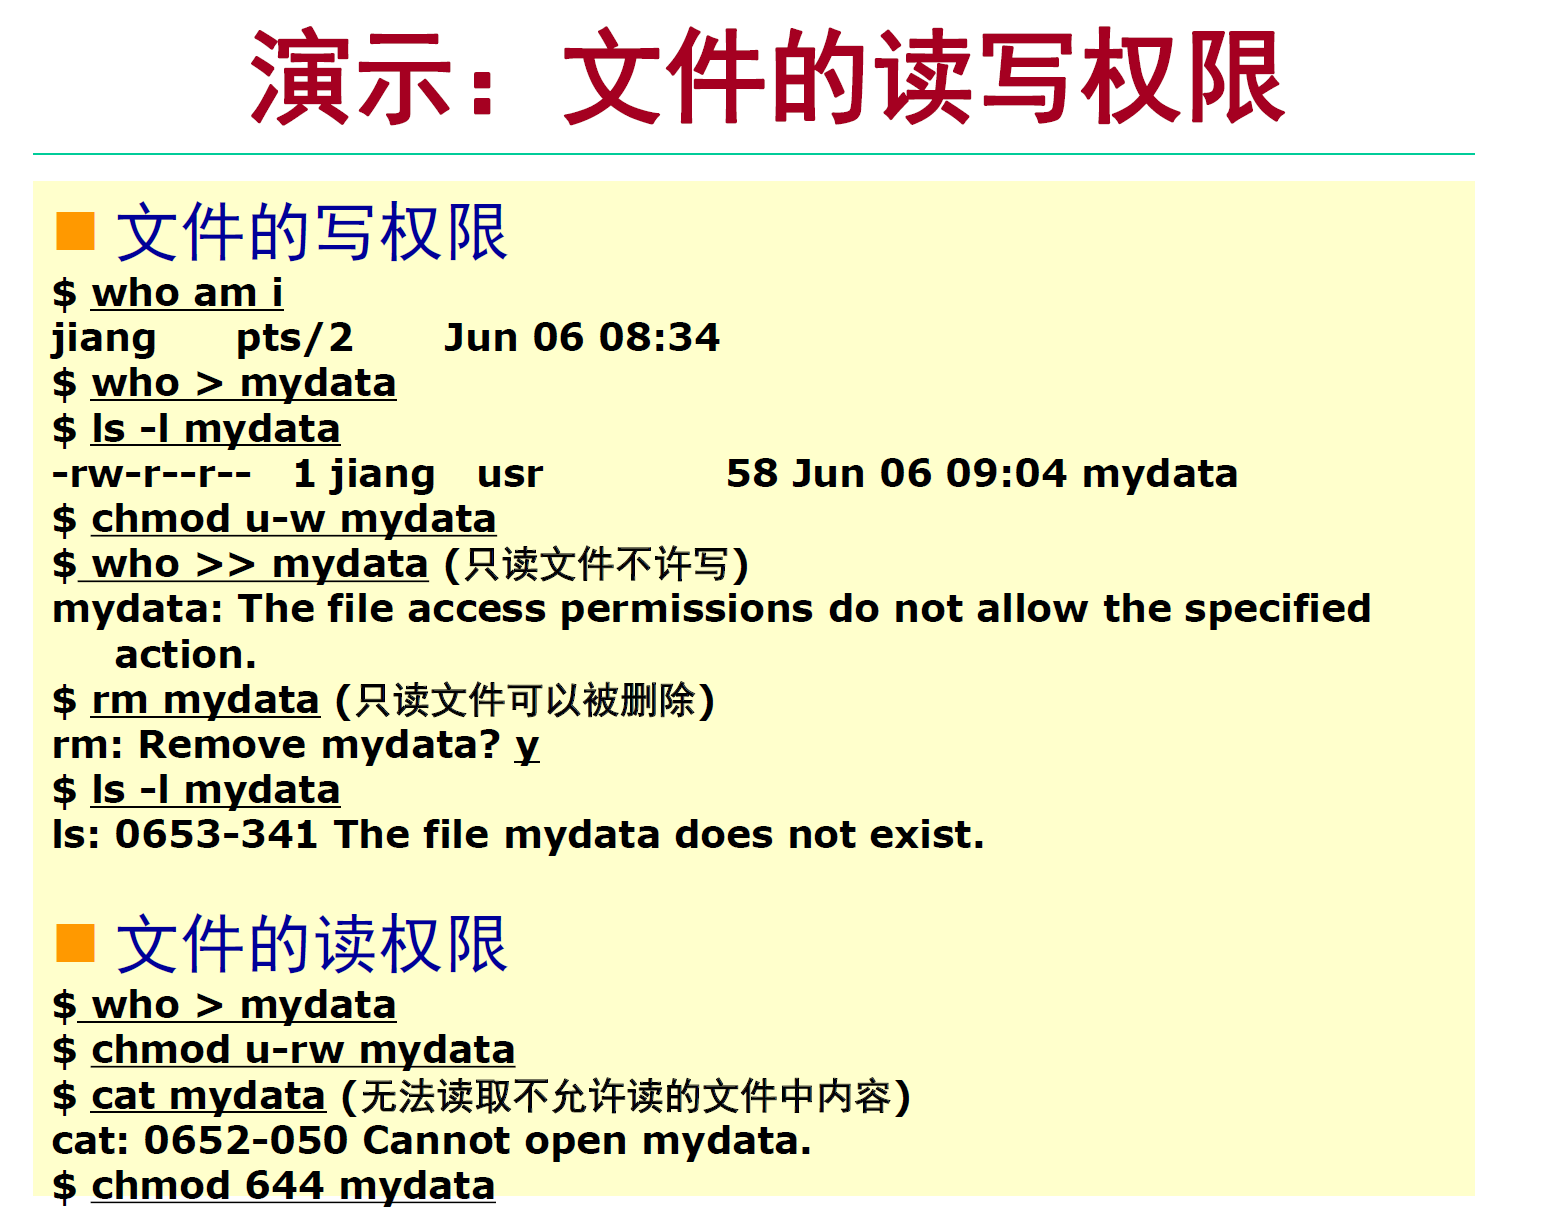 演示：文件的读写权限
文件的写权限
$ who am i
jiang pts/2 Jun 06 08:34
$ who > mydata
$ ls -l mydata
-rw-r--r-- 1 jiang usr 58 Jun 06 09:04 mydata
$ chmod u-w mydata
$ who >> mydata (只读文件不许写)
mydata: The file access permissions do not allow the specified
action.
$ rm mydata (只读文件可以被删除)
rm: Remove mydata? y
$ ls -l mydata
ls: 0653-341 The file mydata does not exist.
文件的读权限
$ who > mydata
$ chmod u-rw mydata
$ cat mydata (无法读取不允许读的文件中内容)
cat: 0652-050 Cannot open mydata.
$ chmod 644 mydata